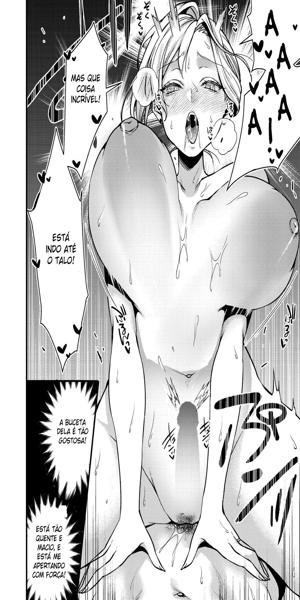 AAAAA!
MAS QUE
COISA
INCRÍVEL!
ESTÁ
INDO ATÉ
O TALO!
A BUCETA
DELA É TÃO
GOSTOSA!
ESTÁ TÃO
QUENTE E
MACIO, E ESTÁ
ME
APERTANDO
COM FORÇA!